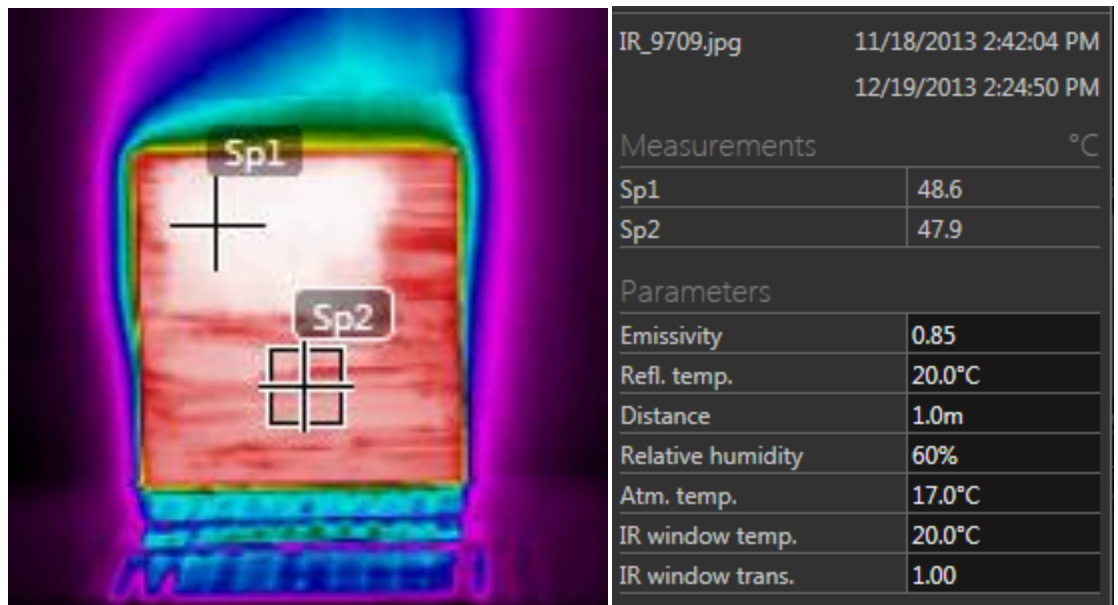 Sp1
Sp2
IR_9709.jpg 11/18/2013 2:42:04 PM
12/19/2013 2:24:50 PM
Measurements °C
Sp1 48.6
Sp2 47.9
Parameters
Emissivity 0.85
Refl. temp. 20.0°C
Distance 1.0m
Relative humidity 60%
Atm. temp. 17.0°C
IR window temp. 20.0°C
IR window trans. 1.00